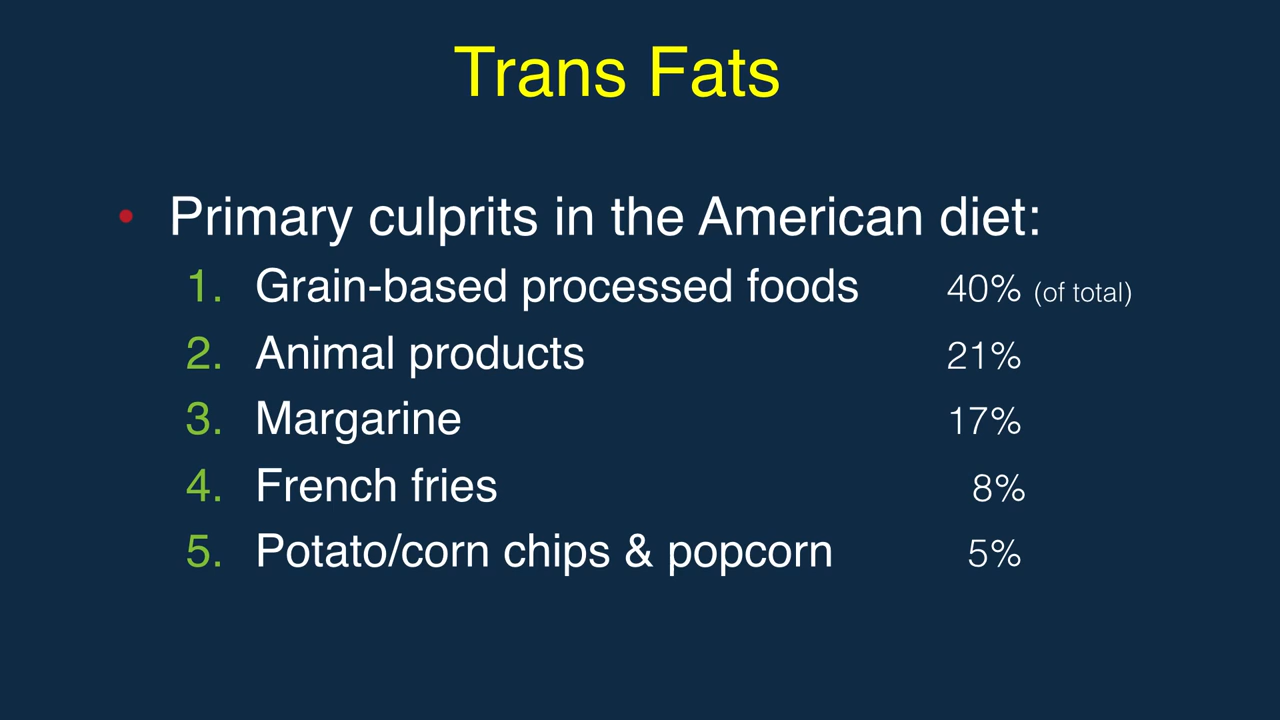 Trans Fats
• Primary culprits in the American diet:
1. Grain-based processed foods 40% (of total)
2. Animal products 21%
3. Margarine 17%
4. French fries 8%
5. Potato/corn chips & popcorn 5%